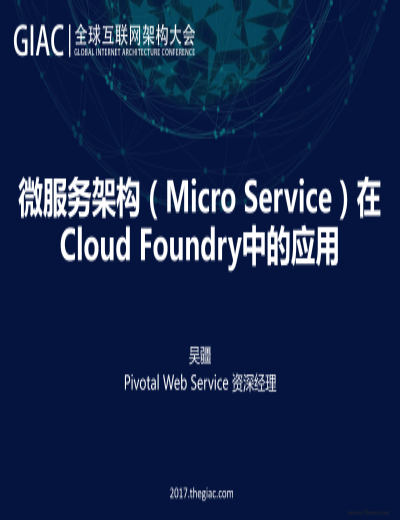 GIAC 全球互联网架构大会
GLOBAL INTERNET ARCHITECTURE CONFERENCE
微服务架构（Micro Service）在
Cloud Foundry中的应用
吴疆
Pivotal Web Service 资深经理
2017.thegiac.com